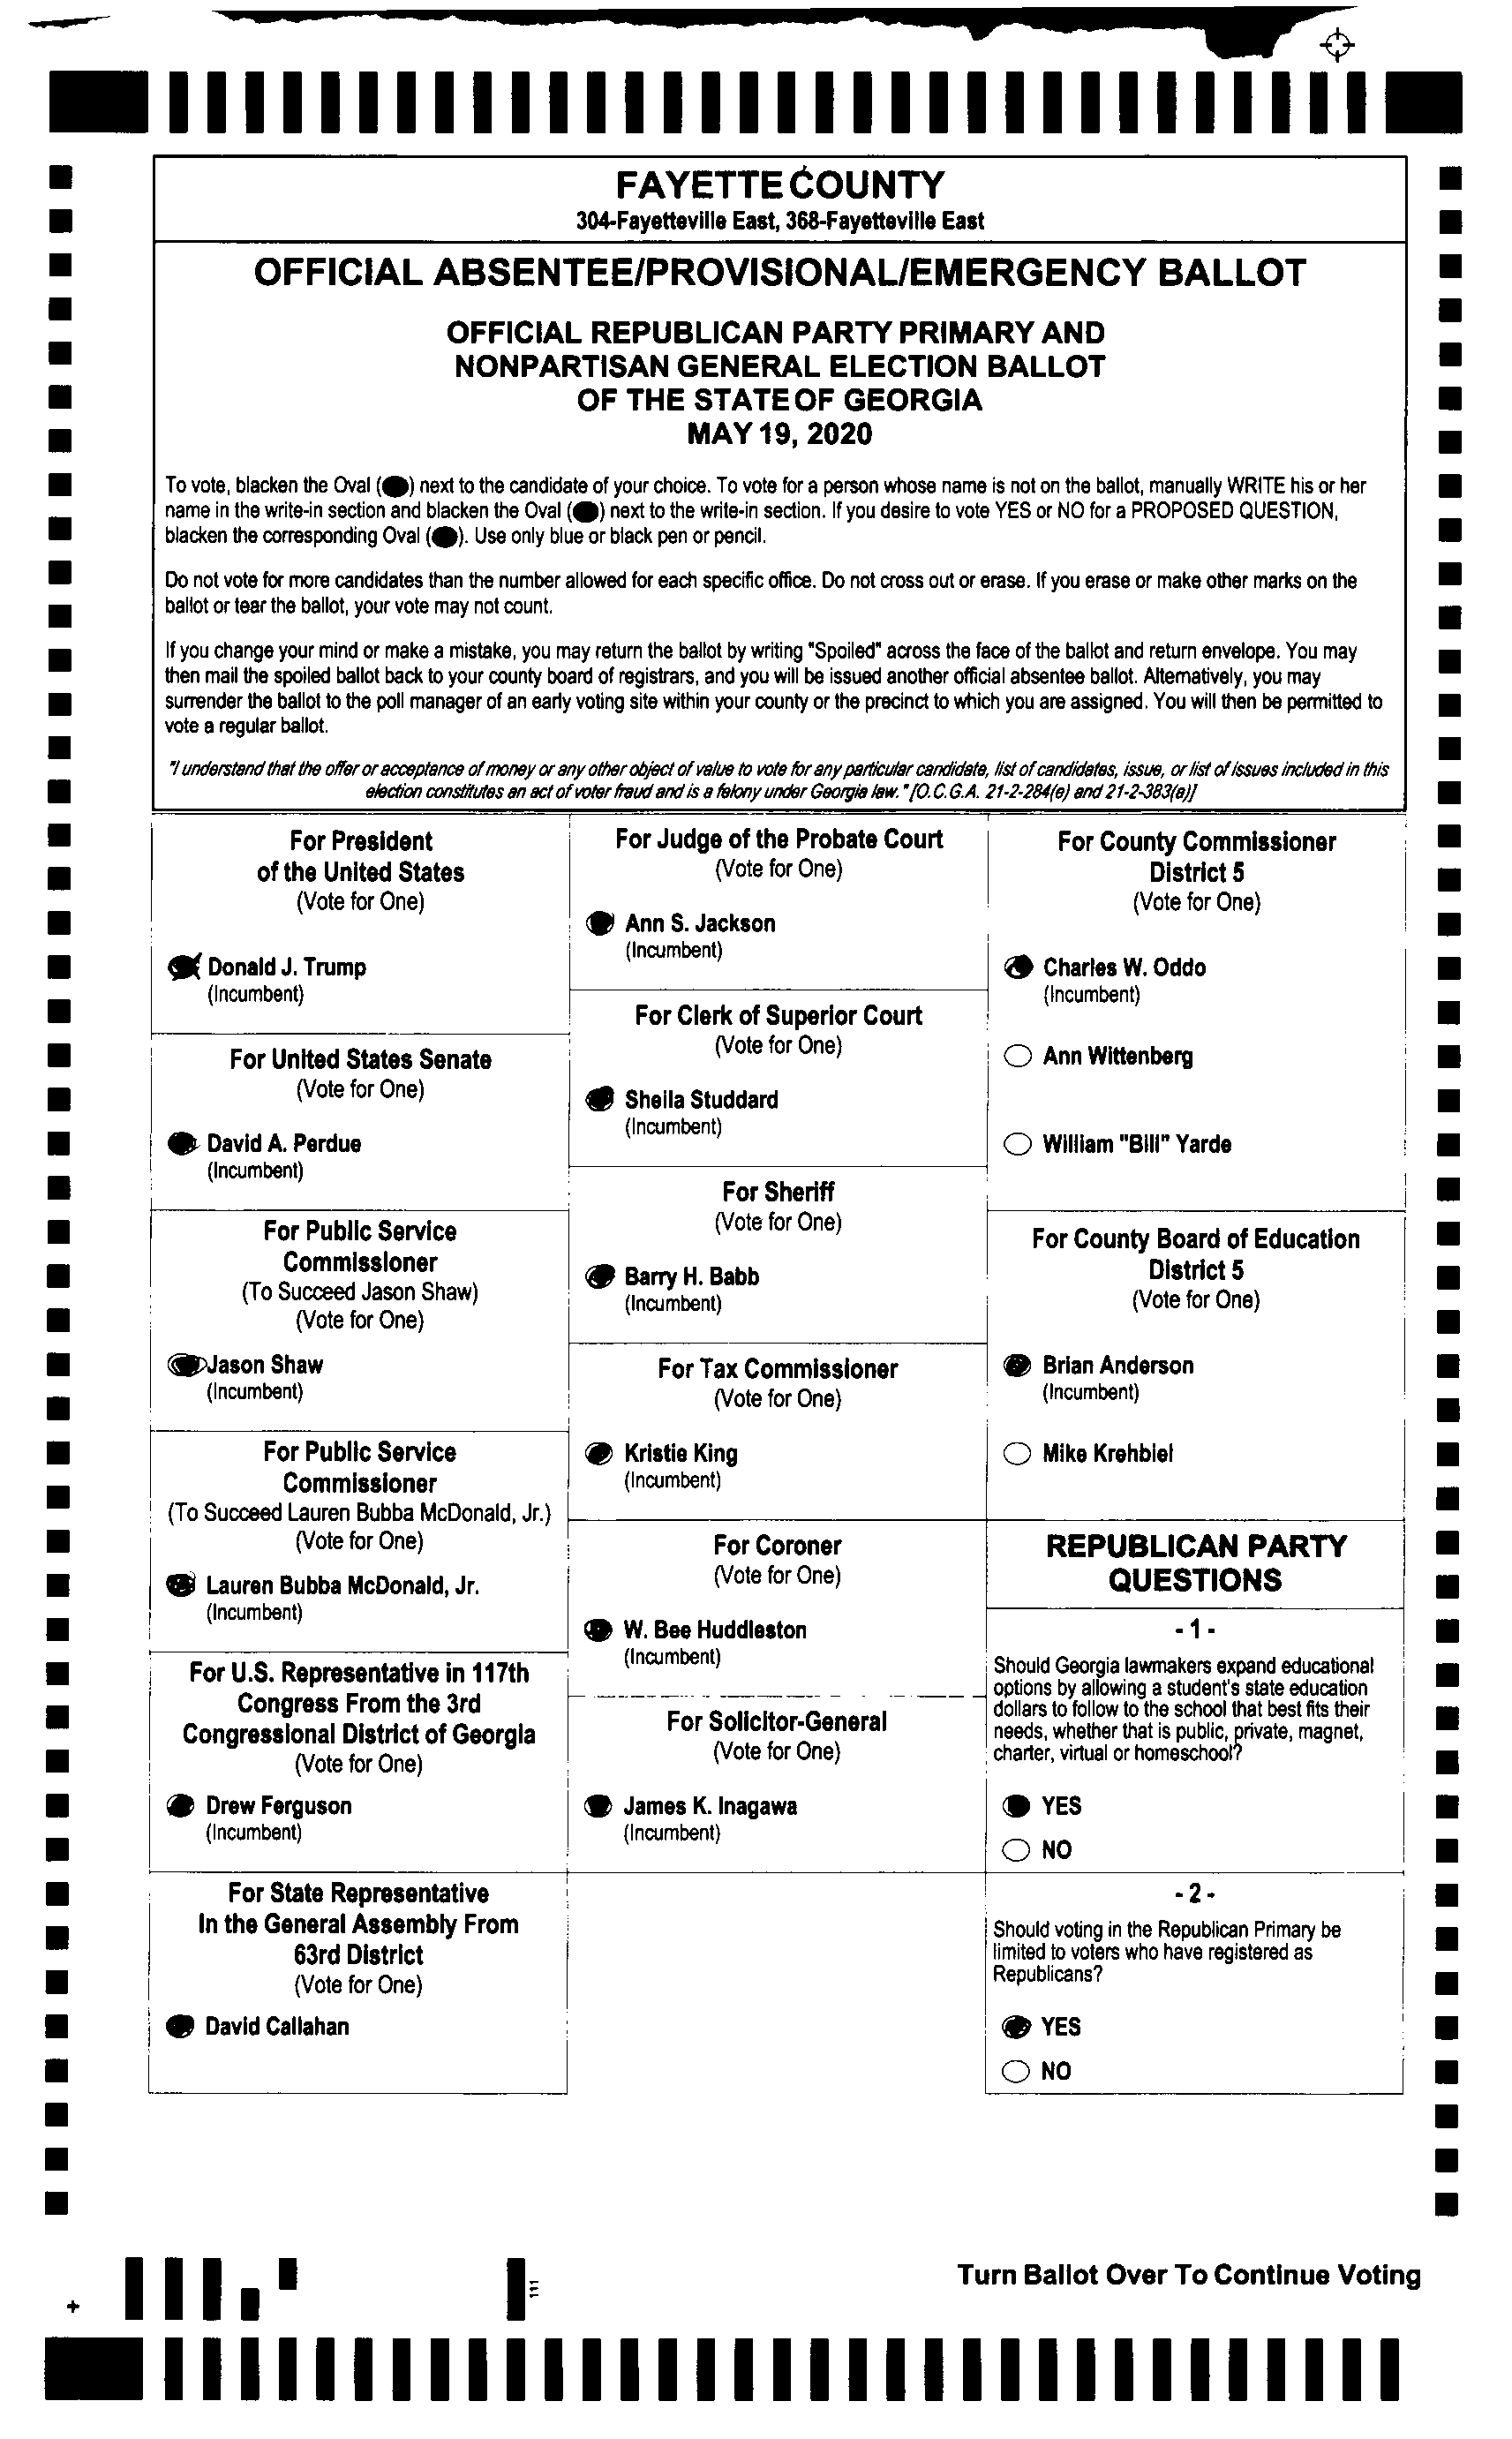 FAYETTE COUNTY
304-Fayetteville East, 368-Fayetteville East
OFFICIAL ABSENTEE/PROVISIONAL/EMERGENCY BALLOT
OFFICIAL REPUBLICAN PARTY PRIMARY AND
NONPARTISAN GENERAL ELECTION BALLOT
OF THE STATE OF GEORGIA
MAY 19, 2020
To vote, blacken the Oval ( ) next to the candidate of your choice. To vote for a person whose name is not on the ballot, manually WRITE his or her
name in the write-in section and blacken the Oval ( ) next to the write-in section. If you desire to vote YES or NO for a PROPOSED QUESTION,
blacken the corresponding Oval ( ). Use only blue or black pen or pencil.
Do not vote for more candidates than the number allowed for each specific office. Do not cross out or erase. If you erase or make other marks on the
ballot or tear the ballot, your vote may not count.
If you change your mind or make a mistake, you may return the ballot by writing "Spoiled" across the face of the ballot and return envelope. You may
then mail the spoiled ballot back to your county board of registrars, and you will be issued another official absentee ballot. Alternatively, you may
surrender the ballot to the poll manager of an early voting site within your county or the precinct to which you are assigned. You will then be permitted to
vote a regular ballot.
"I understand that the offer or acceptance of money or any other object of value to vote for any particular candidate, list of candidates, issue, or list of issues included in this
election constitutes an act of voter fraud and is a felony under Georgia law." [O.C.G.A. 21-2-284(e) and 21-2-383(a)]
For President
of the United States
(Vote for One)
Donald J. Trump
(Incumbent)
For United States Senate
(Vote for One)
David A. Perdue
(Incumbent)
For Public Service
Commissioner
(To Succeed Jason Shaw)
(Vote for One)
Jason Shaw
(Incumbent)
For Public Service
Commissioner
(To Succeed Lauren Bubba McDonald, Jr.)
(Vote for One)
Lauren Bubba McDonald, Jr.
(Incumbent)
For U.S. Representative in 117th
Congress From the 3rd
Congressional District of Georgia
(Vote for One)
Drew Ferguson
(Incumbent)
For State Representative
In the General Assembly From
63rd District
(Vote for One)
David Callahan
For Judge of the Probate Court
(Vote for One)
Ann S. Jackson
(Incumbent)
For Clerk of Superior Court
(Vote for One)
Sheila Studdard
(Incumbent)
For Sheriff
(Vote for One)
Barry H. Babb
(Incumbent)
For Tax Commissioner
(Vote for One)
Kristie King
(Incumbent)
For Coroner
(Vote for One)
W. Bee Huddleston
(Incumbent)
For Solicitor-General
(Vote for One)
James K. Inagawa
(Incumbent)
For County Commissioner
District 5
(Vote for One)
Charles W. Oddo
(Incumbent)
Ann Wittenberg
William "Bill" Yarde
For County Board of Education
District 5
(Vote for One)
Brian Anderson
(Incumbent)
Mike Krehbiel
REPUBLICAN PARTY
QUESTIONS
- 1 -
Should Georgia lawmakers expand educational
options by allowing a student's state education
dollars to follow to the school that best fits their
needs, whether that is public, private, magnet,
charter, virtual or homeschool?
YES
NO
- 2 -
Should voting in the Republican Primary be
limited to voters who have registered as
Republicans?
YES
NO
Turn Ballot Over To Continue Voting